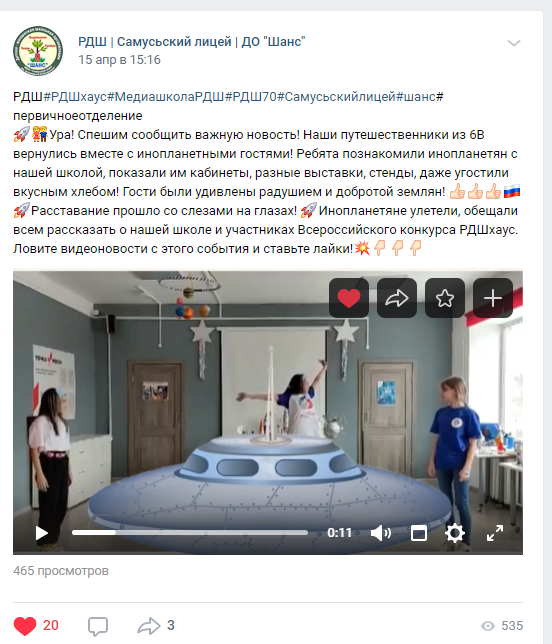 РДШ | Самусьский лицей | ДО "Шанс"
15 апр в 15:16
РДШ#РДШхаус#МедиашколаРДШ#РДШ70#Самусьскийлицей#шанс#
первичноеотделение
🚀👫Ура! Спешим сообщить важную новость! Наши путешественники из 6В
вернулись вместе с инопланетными гостями! Ребята познакомили инопланетян с
нашей школой, показали им кабинеты, разные выставки, стенды, даже угостили
вкусным хлебом! Гости были удивлены радушием и добротой землян! 👍🏻👍🏻👍🏻🇷🇺
🚀Расставание прошло со слезами на глазах! 🚀Инопланетяне улетели, обещали
всем рассказать о нашей школе и участниках Всероссийского конкурса РДШхаус.
Ловите видеоновости с этого события и ставьте лайки!💥👇🏻👇🏻👇🏻
0:11
465 просмотров
20
3
535